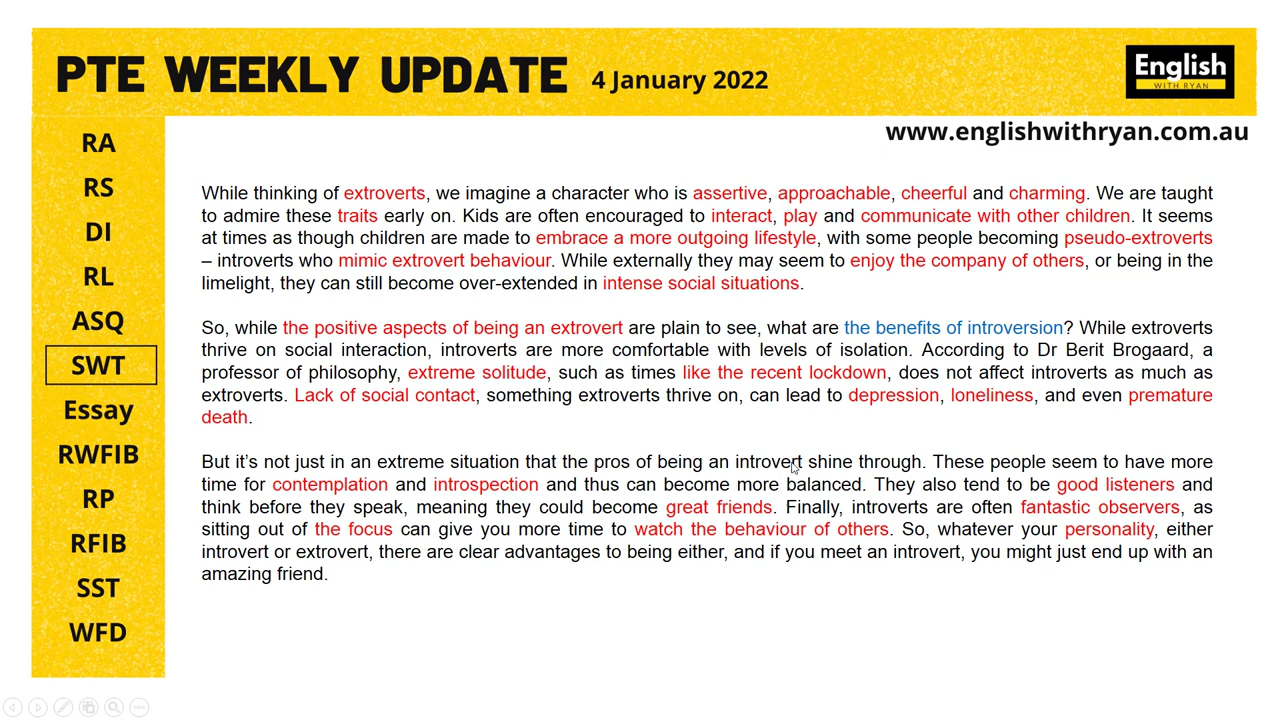 PTE WEEKLY UPDATE 4 January 2022
English
WITH RYAN
www.englishwithryan.com.au
RA
RS
DI
RL
ASQ
SWT
Essay
RWFIB
RP
RFIB
SST
WFD
While thinking of extroverts, we imagine a character who is assertive, approachable, cheerful and charming. We are taught
to admire these traits early on. Kids are often encouraged to interact, play and communicate with other children. It seems
at times as though children are made to embrace a more outgoing lifestyle, with some people becoming pseudo-extroverts
– introverts who mimic extrovert behaviour. While externally they may seem to enjoy the company of others, or being in the
limelight, they can still become over-extended in intense social situations.
So, while the positive aspects of being an extrovert are plain to see, what are the benefits of introversion? While extroverts
thrive on social interaction, introverts are more comfortable with levels of isolation. According to Dr Berit Brogaard, a
professor of philosophy, extreme solitude, such as times like the recent lockdown, does not affect introverts as much as
extroverts. Lack of social contact, something extroverts thrive on, can lead to depression, loneliness, and even premature
death.
But it’s not just in an extreme situation that the pros of being an introvert shine through. These people seem to have more
time for contemplation and introspection and thus can become more balanced. They also tend to be good listeners and
think before they speak, meaning they could become great friends. Finally, introverts are often fantastic observers, as
sitting out of the focus can give you more time to watch the behaviour of others. So, whatever your personality, either
introvert or extrovert, there are clear advantages to being either, and if you meet an introvert, you might just end up with an
amazing friend.